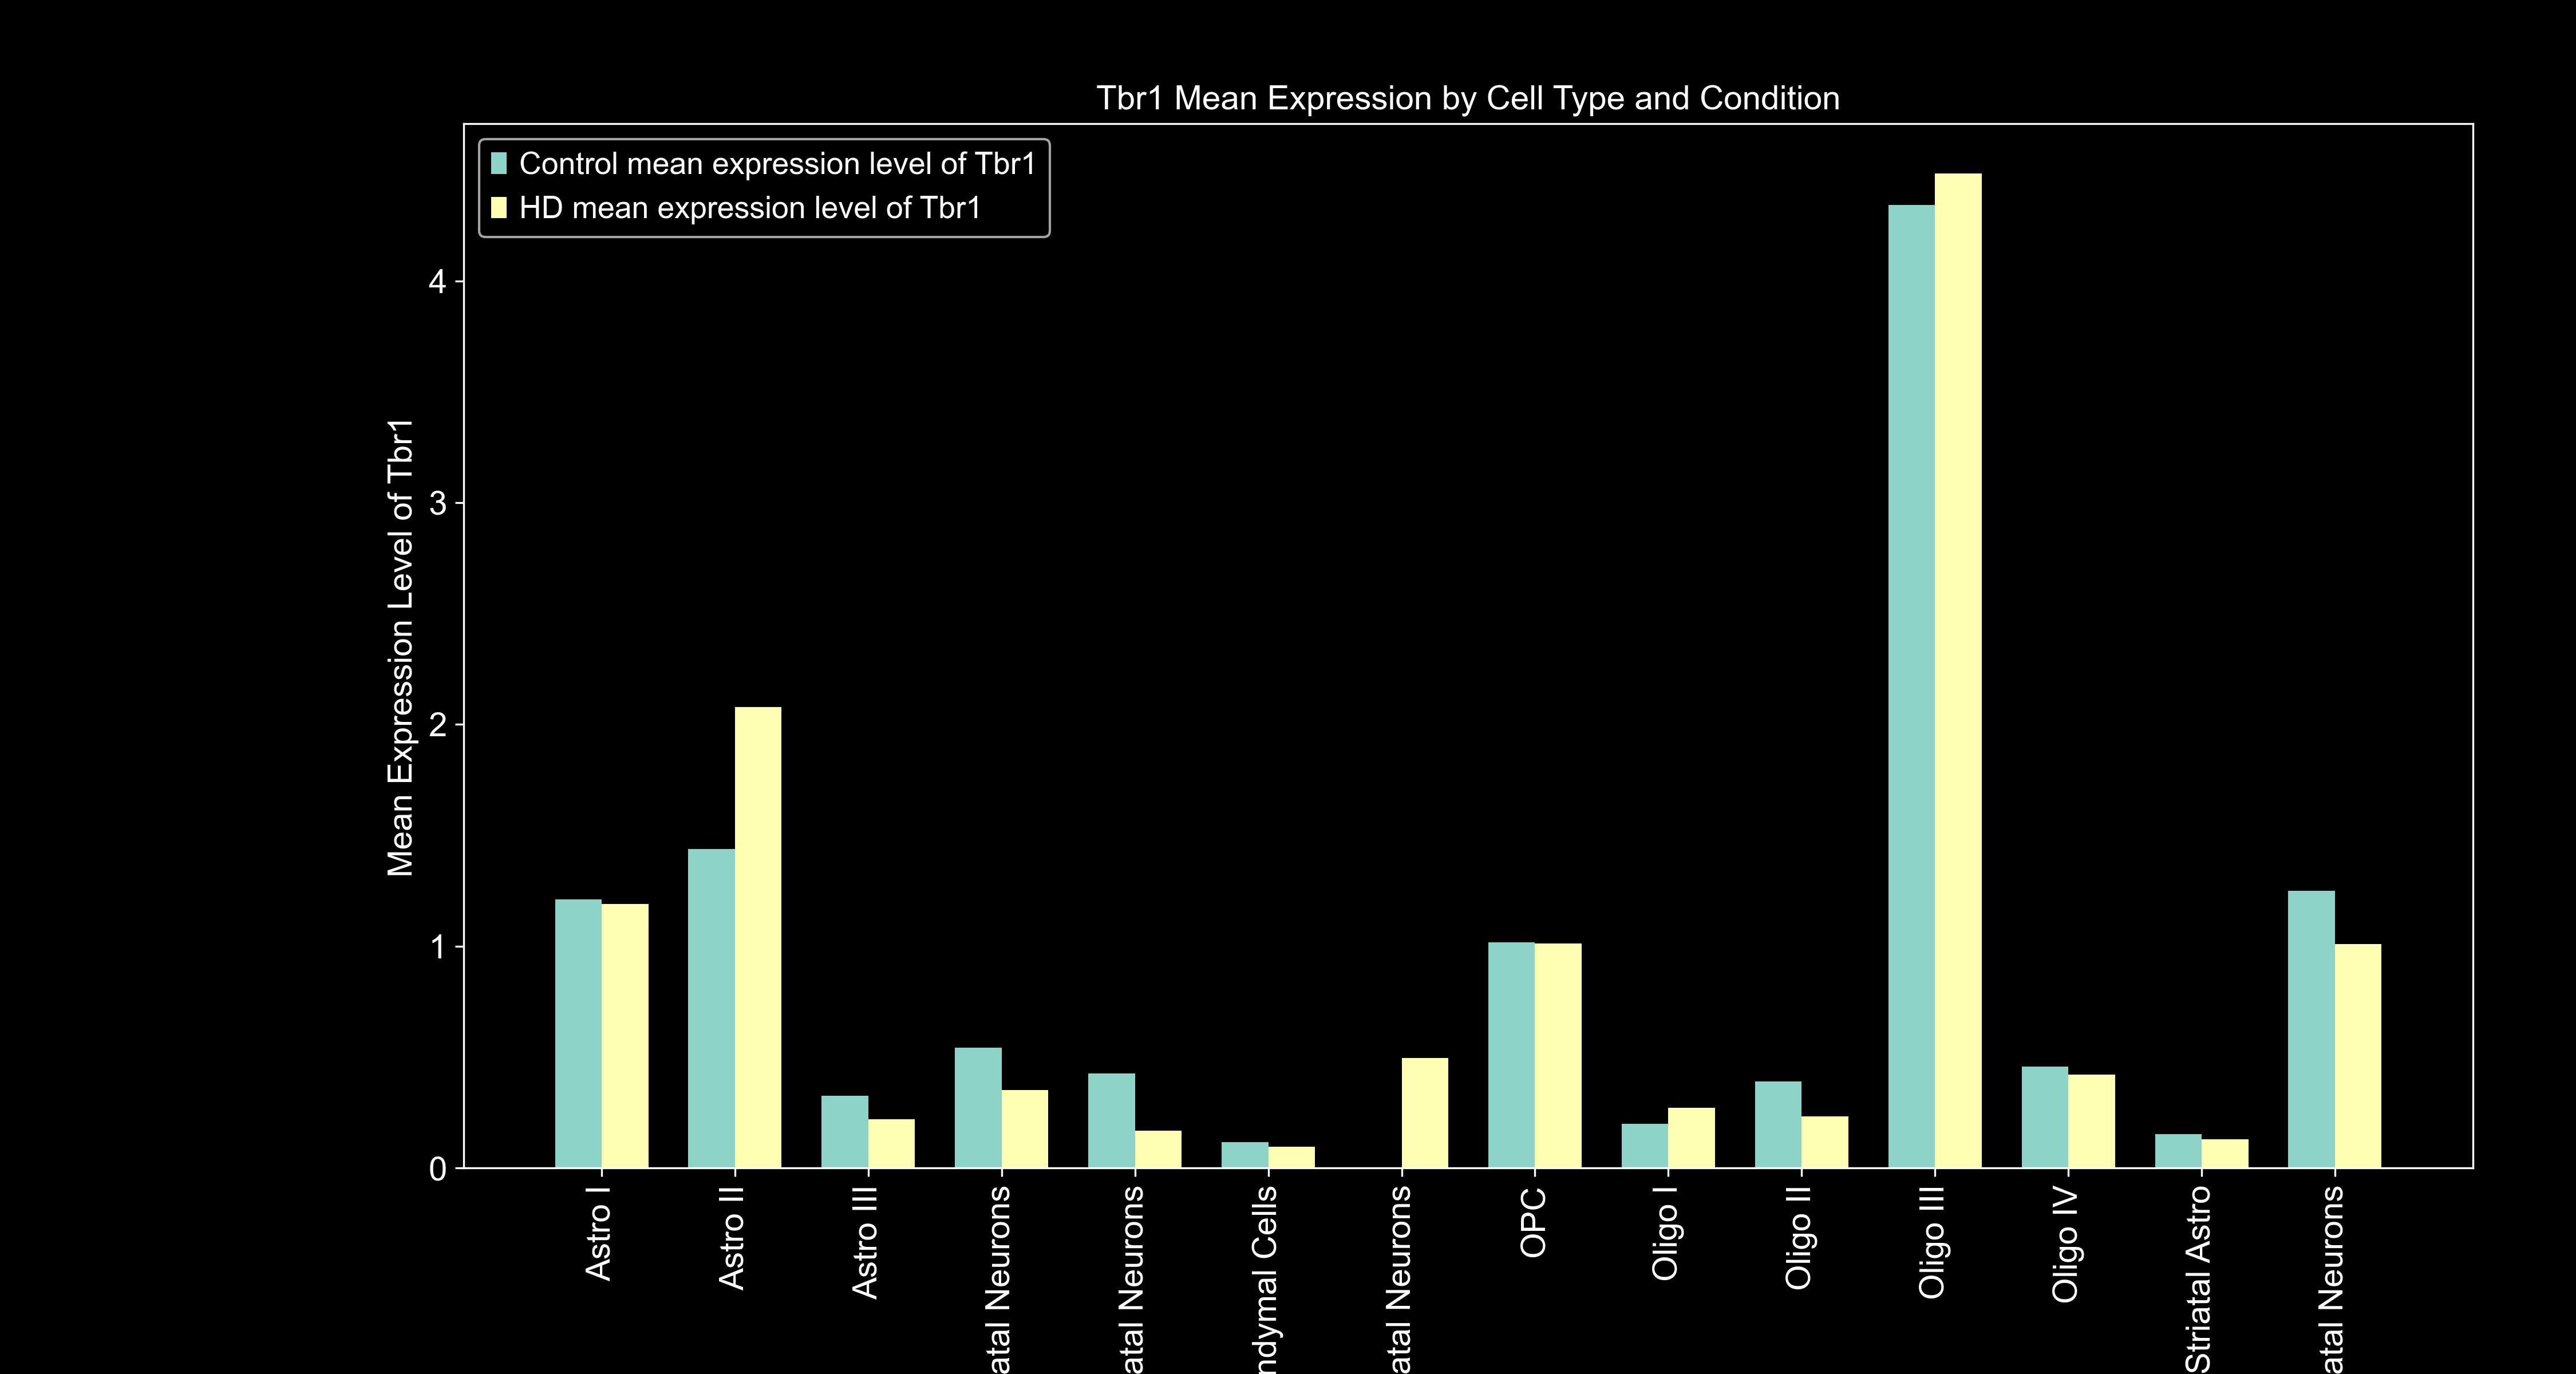 Tbr1 Mean Expression by Cell Type and Condition
Control mean expression level of Tbr1
HD mean expression level of Tbr1
Mean Expression Level of Tbr1
4
3
2
1
0
Astro I
Astro II
Astro III
atal Neurons
atal Neurons
ndymal Cells
atal Neurons
OPC
Oligo I
Oligo II
Oligo III
Oligo IV
Striatal Astro
atal Neurons